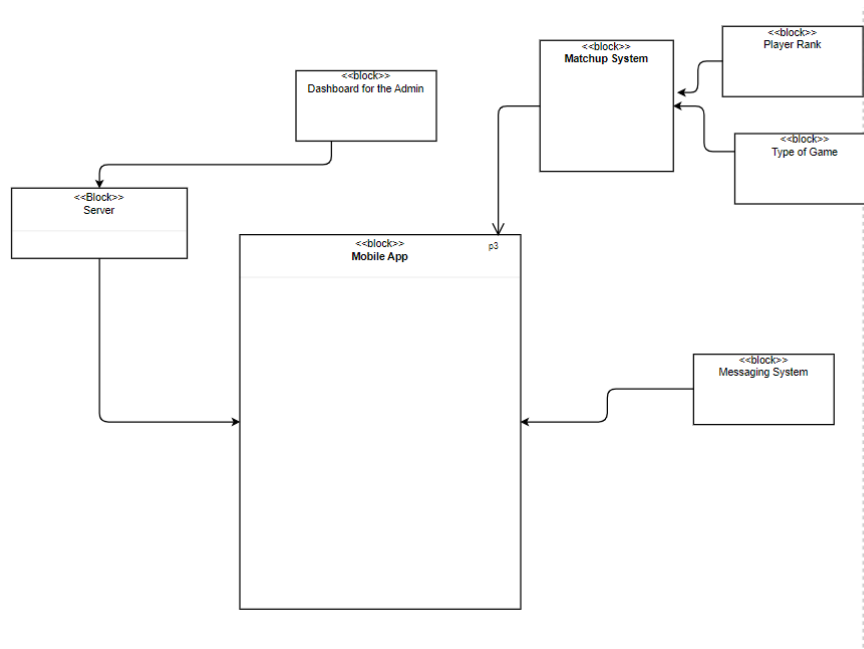 <<block>>
Player Rank
<<block>>
Matchup System
<<block>>
Dashboard for the Admin
<<block>>
Type of Game
<<Block>>
Server
<<block>>
Mobile App
p3
<<block>>
Messaging System